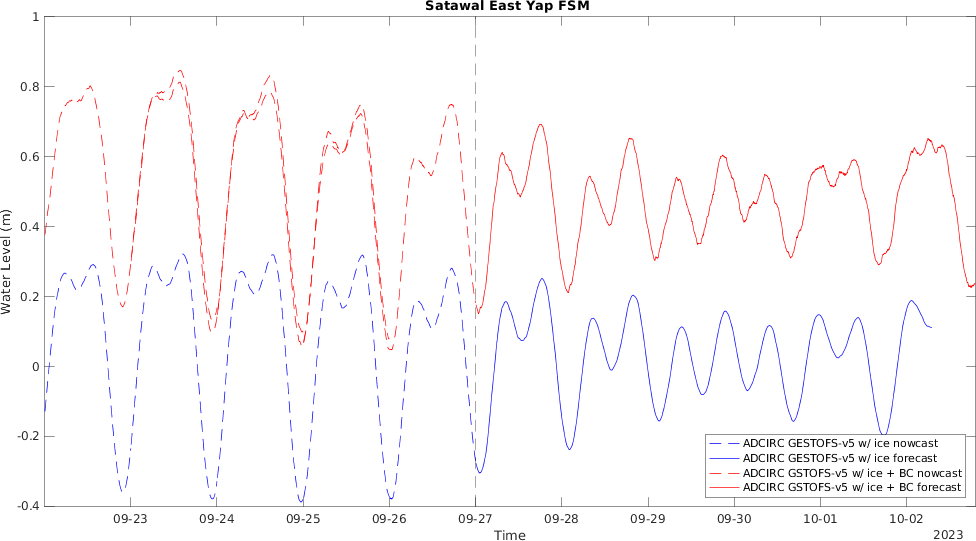 Satawal East Yap FSM
Water Level (m)
1
0.8
0.6
0.4
0.2
0
-0.2
-0.4
ADCIRC GESTOFS-v5 w/ ice nowcast
ADCIRC GESTOFS-v5 w/ ice forecast
ADCIRC GSTOFS-v5 w/ ice + BC nowcast
ADCIRC GSTOFS-v5 w/ ice + BC forecast
09-23 09-24 09-25 09-26 09-27 09-28 09-29 09-30 10-01 10-02
Time
2023